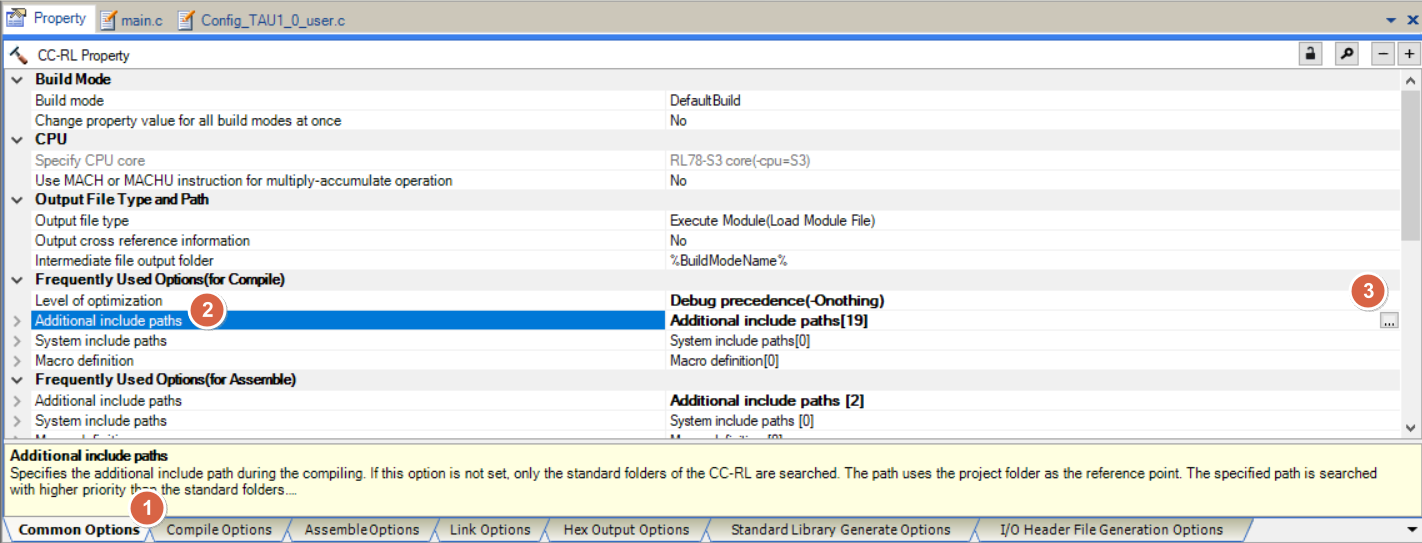 Property main.c Config_TAU1_0_user.c
CC-RL Property
Build Mode
Build mode DefaultBuild
Change property value for all build modes at once No
CPU
Specify CPU core RL78-S3 core(-cpu=S3)
Use MACH or MACHU instruction for multiply-accumulate operation No
Output File Type and Path
Output file type Execute Module(Load Module File)
Output cross reference information No
Intermediate file output folder %BuildModeName%
Frequently Used Options(for Compile)
Level of optimization Debug precedence(-Onothing)
2 3
Additional include paths Additional include paths[19] ...
System include paths System include paths[0]
Macro definition Macro definition[0]
Frequently Used Options(for Assemble)
Additional include paths Additional include paths [2]
System include paths System include paths [0]
Additional include paths
Specifies the additional include path during the compiling. If this option is not set, only the standard folders of the CC-RL are searched. The path uses the project folder as the reference point. The specified path is searched
with higher priority than the standard folders....
1
Common Options Compile Options Assemble Options Link Options Hex Output Options Standard Library Generate Options I/O Header File Generation Options